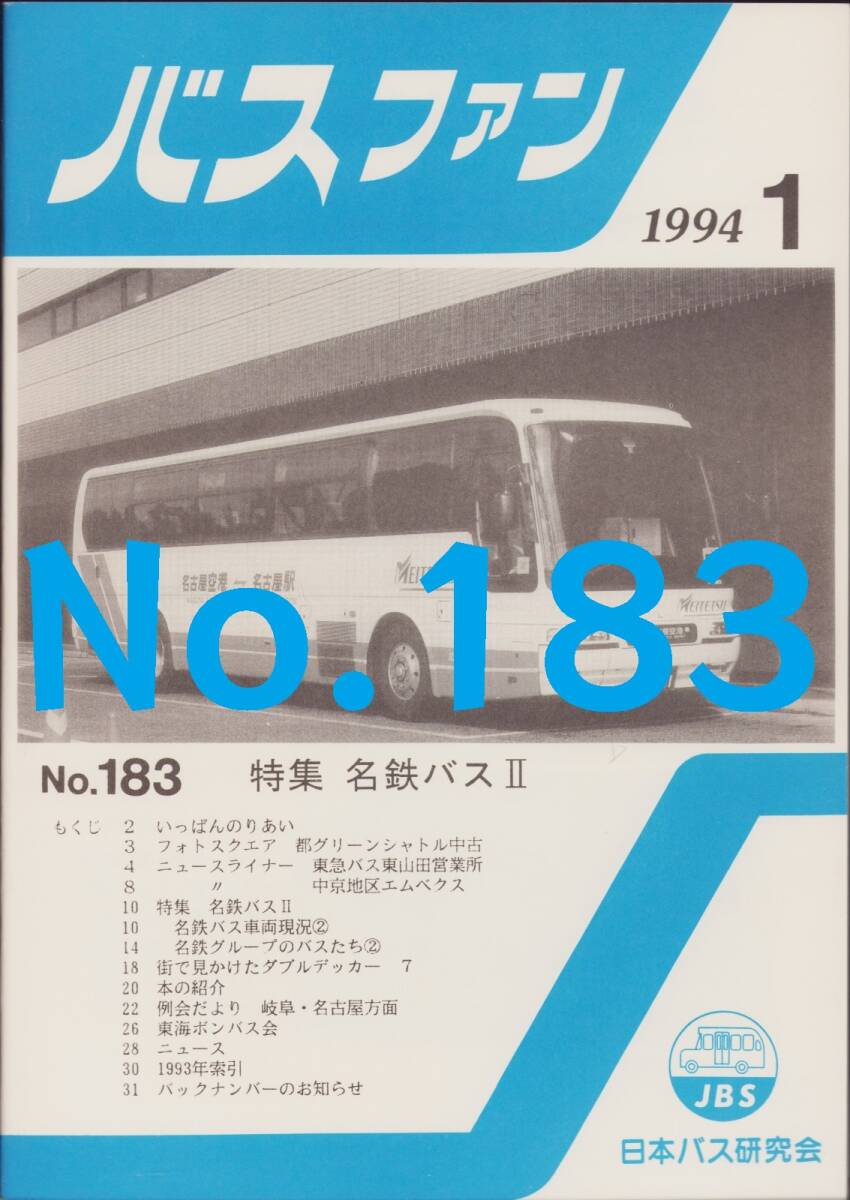 バスファン
1994 1
名古屋空港 ― 名古屋駅
MEITETSU
No.183
No.183 特集 名鉄バスⅡ
もくじ 2 いっぱんのりあい
3 フォトスクエア 都グリーンシャトル中古
4 ニュースライナー 東急バス東山田営業所
8 〃 中京地区エムベクス
10 特集 名鉄バスⅡ
10 名鉄バス車両現況②
14 名鉄グループのバスたち②
18 街で見かけたダブルデッカー 7
20 本の紹介
22 例会だより 岐阜・名古屋方面
26 東海ボンバス会
28 ニュース
30 1993年索引
31 バックナンバーのお知らせ
JBS
日本バス研究会